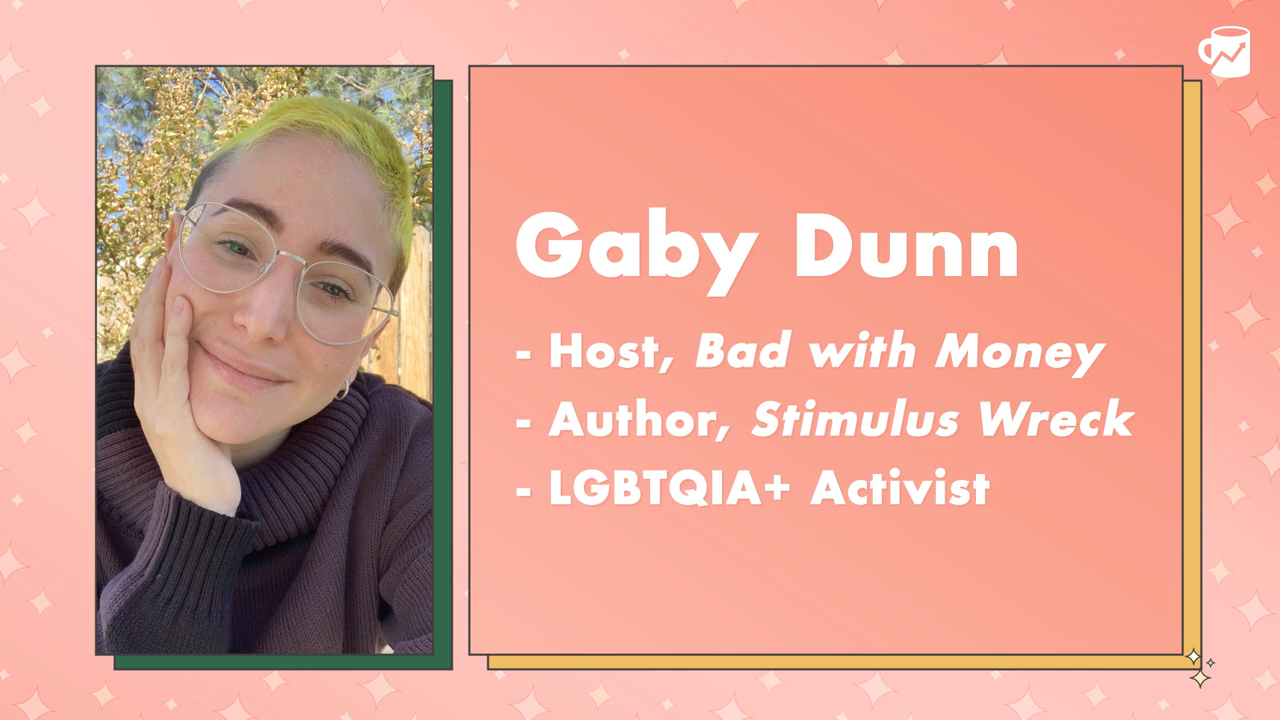 Gaby Dunn
- Host, Bad with Money
- Author, Stimulus Wreck
- LGBTQIA+ Activist